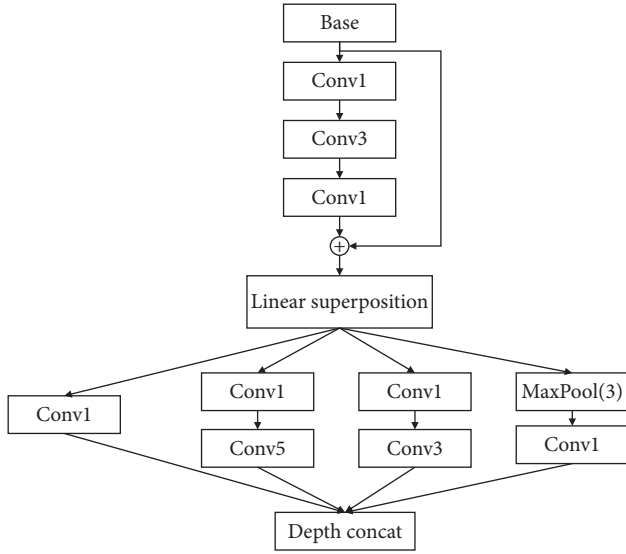 Base
Conv1
Conv3
Conv1
+
Linear superposition
Conv1
Conv1
Conv5
Conv1
Conv3
MaxPool(3)
Conv1
Depth concat